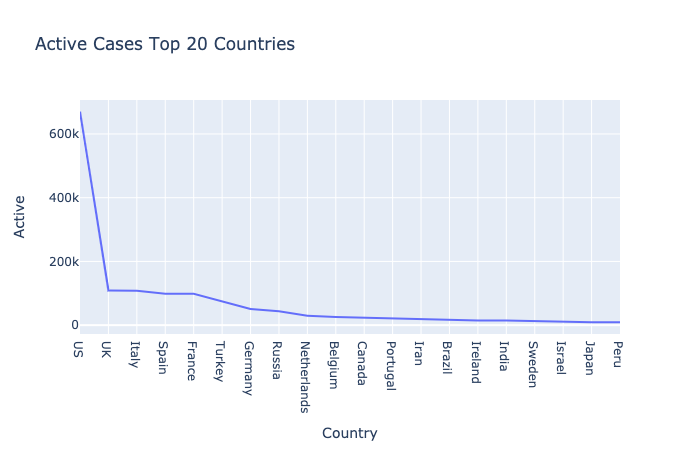 Active Cases Top 20 Countries
600k
400k
200k
0
Active
US
UK
Italy
Spain
France
Turkey
Germany
Russia
Netherlands
Belgium
Canada
Portugal
Iran
Brazil
Ireland
India
Sweden
Israel
Japan
Peru
Country